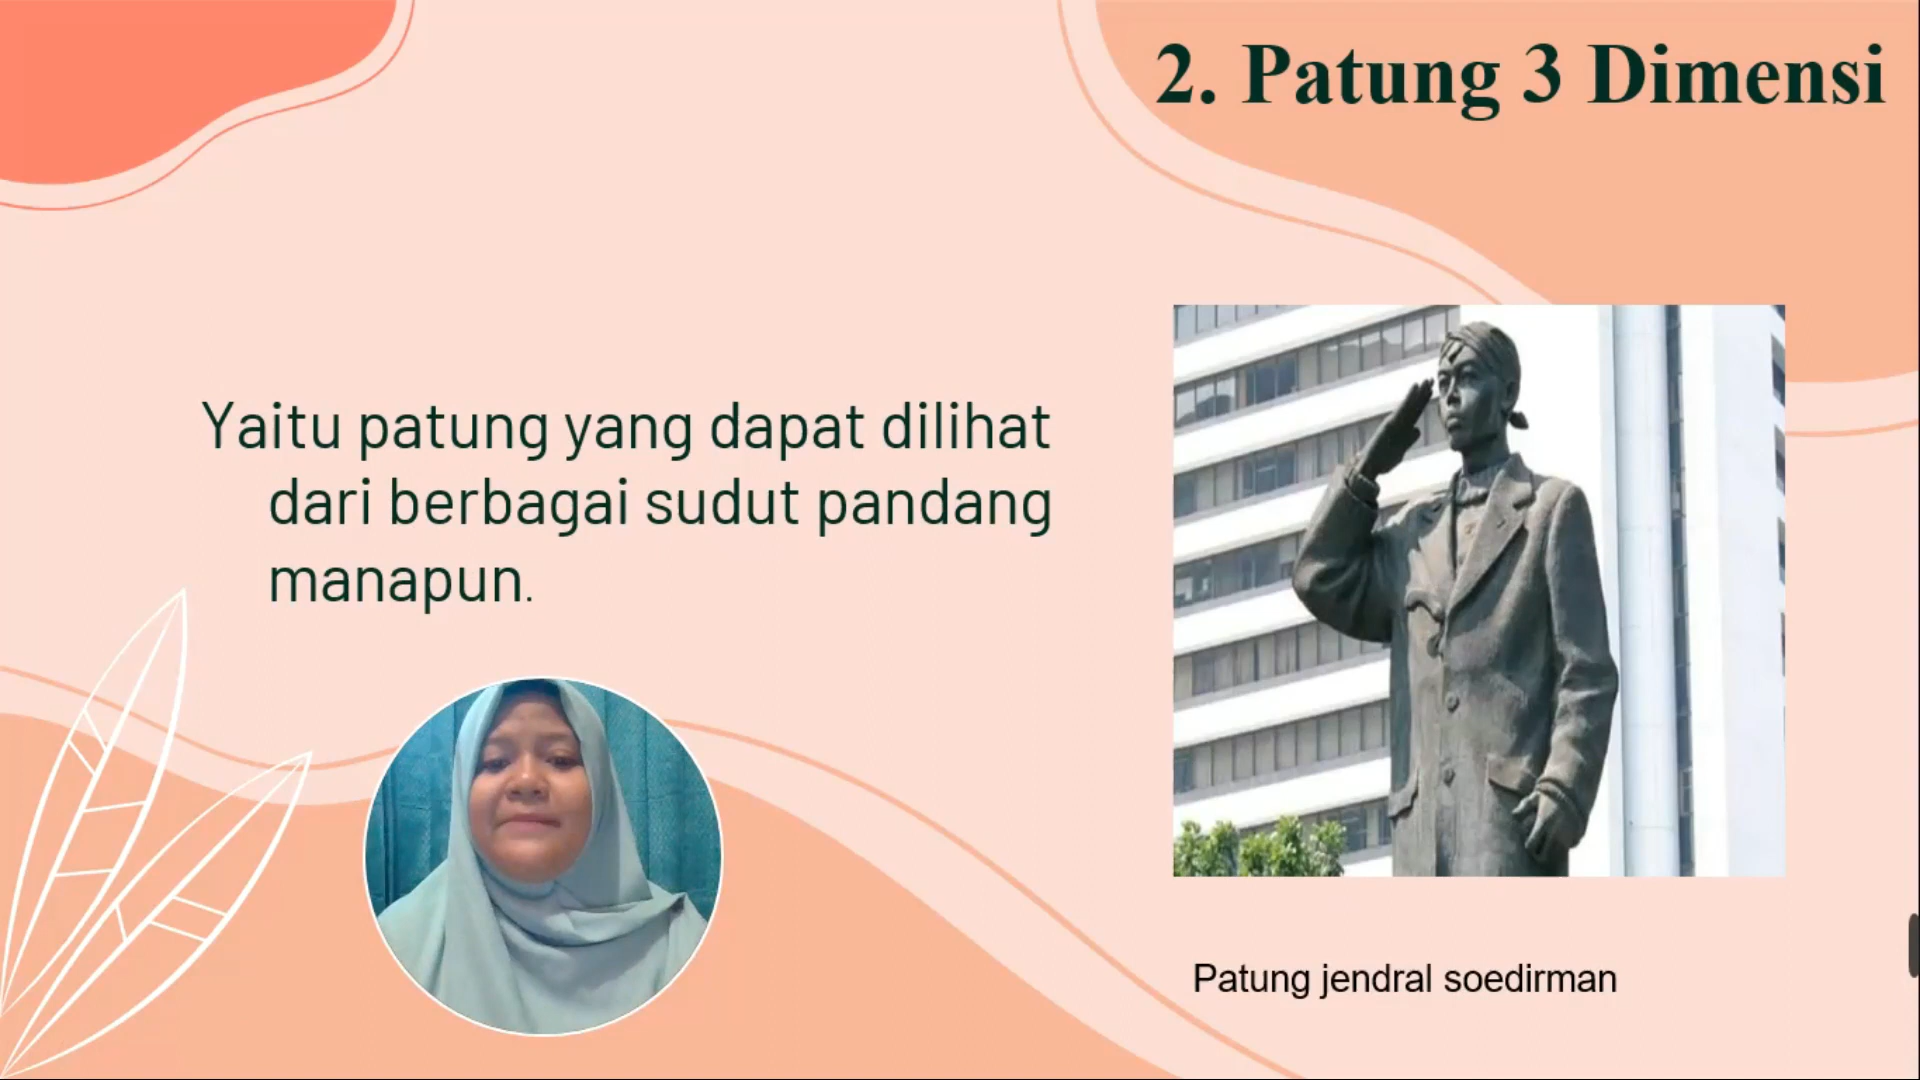 2. Patung 3 Dimensi
Yaitu patung yang dapat dilihat
dari berbagai sudut pandang
manapun.
Patung jendral soedirman